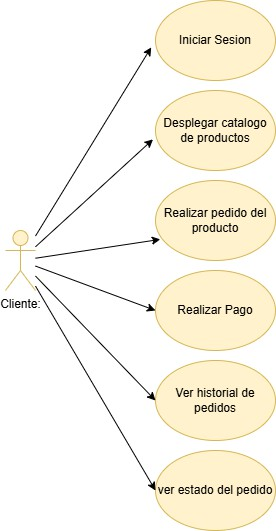 Iniciar Sesion
Desplegar catalogo
de productos
Realizar pedido del
producto
Cliente:
Realizar Pago
Ver historial de
pedidos
ver estado del pedido